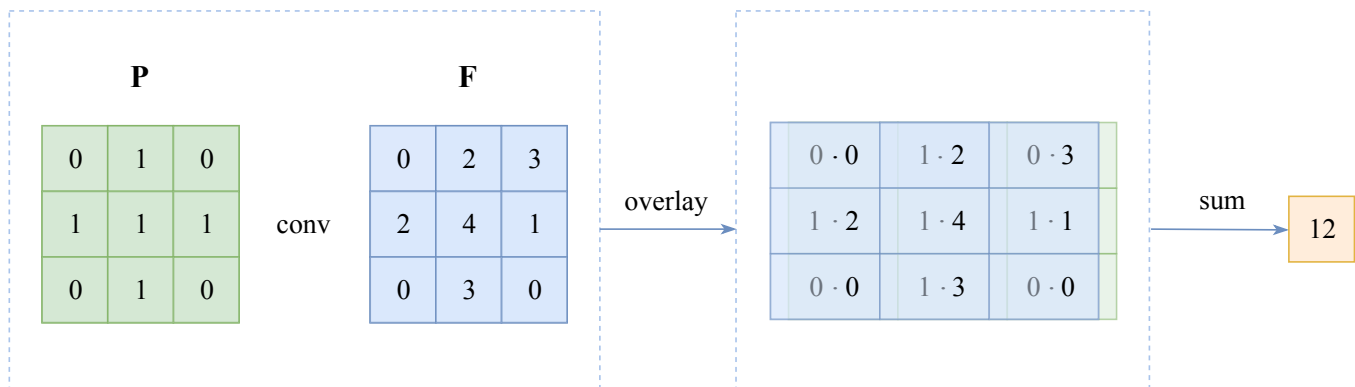 P F
0 1 0
1 1 1
0 1 0
conv
0 2 3
2 4 1
0 3 0
overlay
0 · 0 1 · 2 0 · 3
1 · 2 1 · 4 1 · 1
0 · 0 1 · 3 0 · 0
sum
12